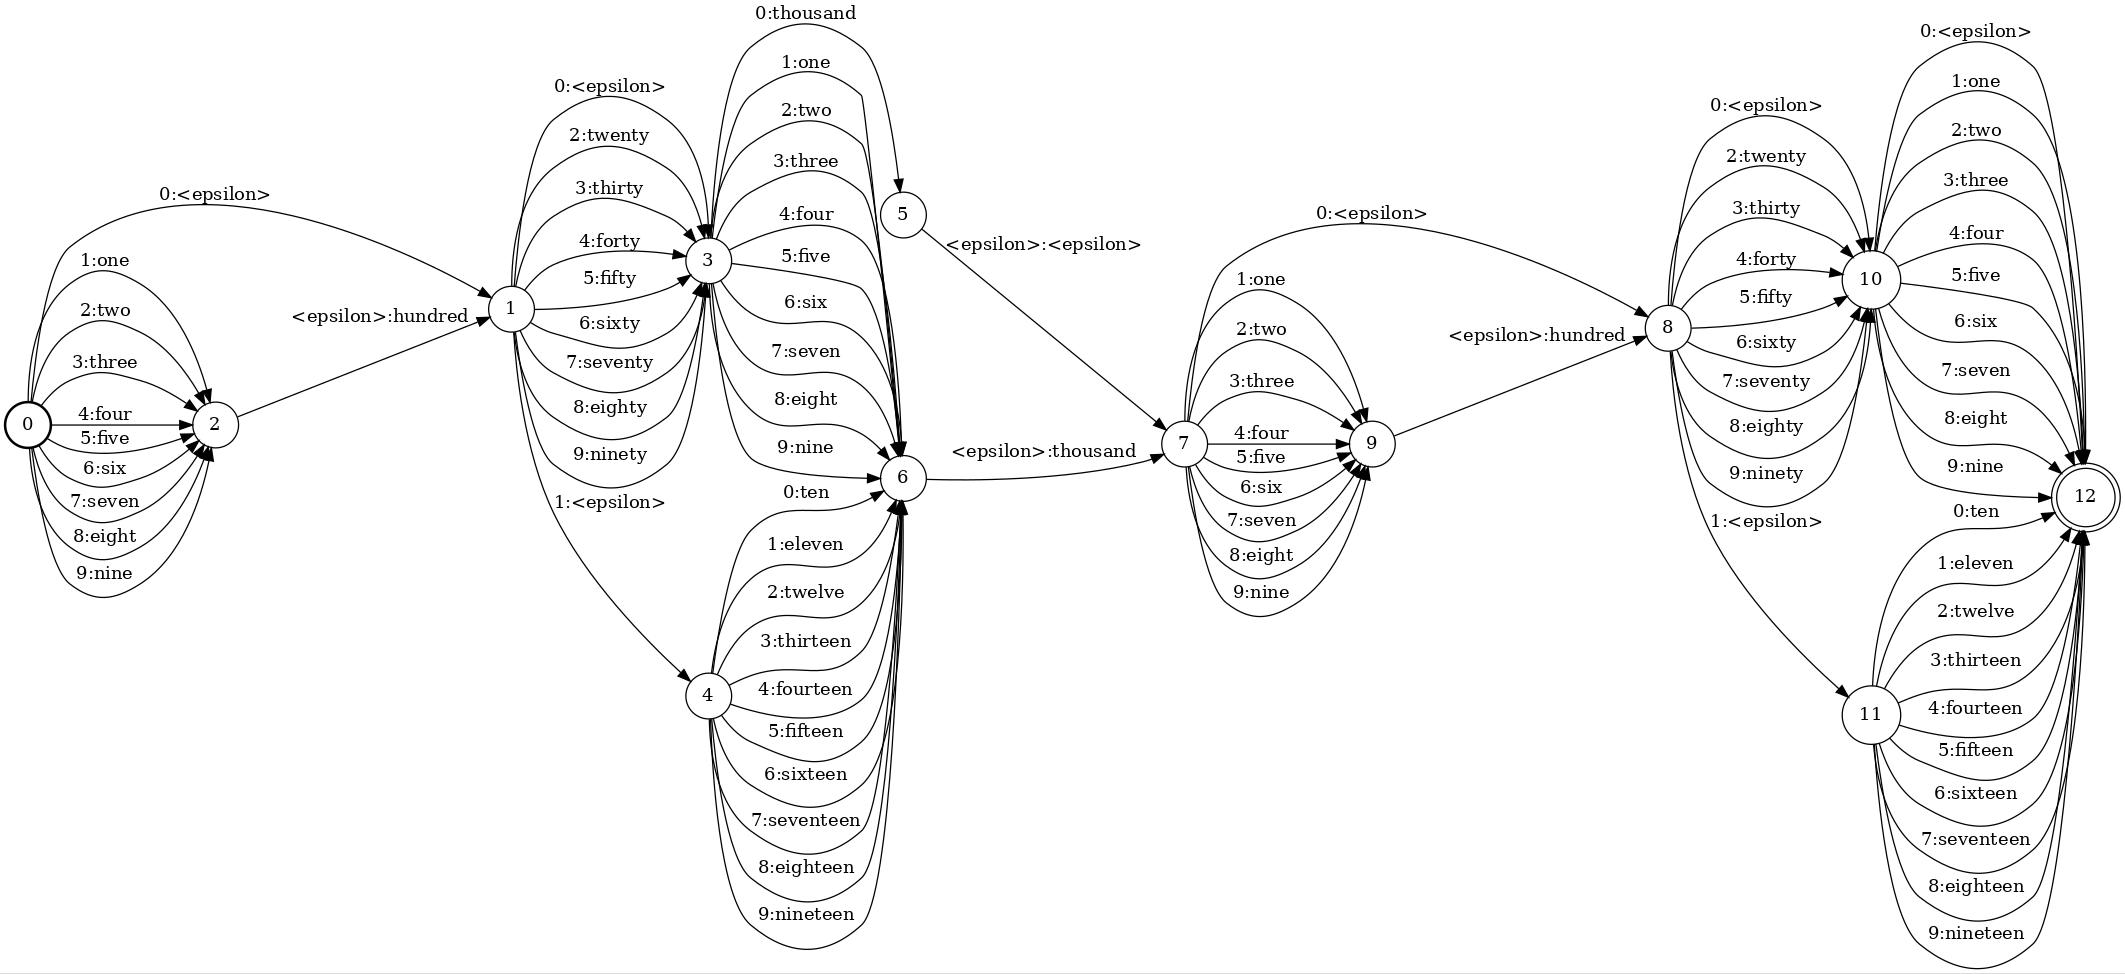 0
0:<epsilon>
1:one
2:two
3:three
4:four
5:five
6:six
7:seven
8:eight
9:nine
2
<epsilon>:hundred
1
0:<epsilon>
2:twenty
3:thirty
4:forty
5:fifty
6:sixty
7:seventy
8:eighty
9:ninety
1:<epsilon>
3
0:thousand
1:one
2:two
3:three
4:four
5:five
6:six
7:seven
8:eight
9:nine
4
0:ten
1:eleven
2:twelve
3:thirteen
4:fourteen
5:fifteen
6:sixteen
7:seventeen
8:eighteen
9:nineteen
5
<epsilon>:<epsilon>
6
<epsilon>:thousand
7
0:<epsilon>
1:one
2:two
3:three
4:four
5:five
6:six
7:seven
8:eight
9:nine
9
<epsilon>:hundred
8
0:<epsilon>
2:twenty
3:thirty
4:forty
5:fifty
6:sixty
7:seventy
8:eighty
9:ninety
1:<epsilon>
10
0:<epsilon>
1:one
2:two
3:three
4:four
5:five
6:six
7:seven
8:eight
9:nine
11
0:ten
1:eleven
2:twelve
3:thirteen
4:fourteen
5:fifteen
6:sixteen
7:seventeen
8:eighteen
9:nineteen
12